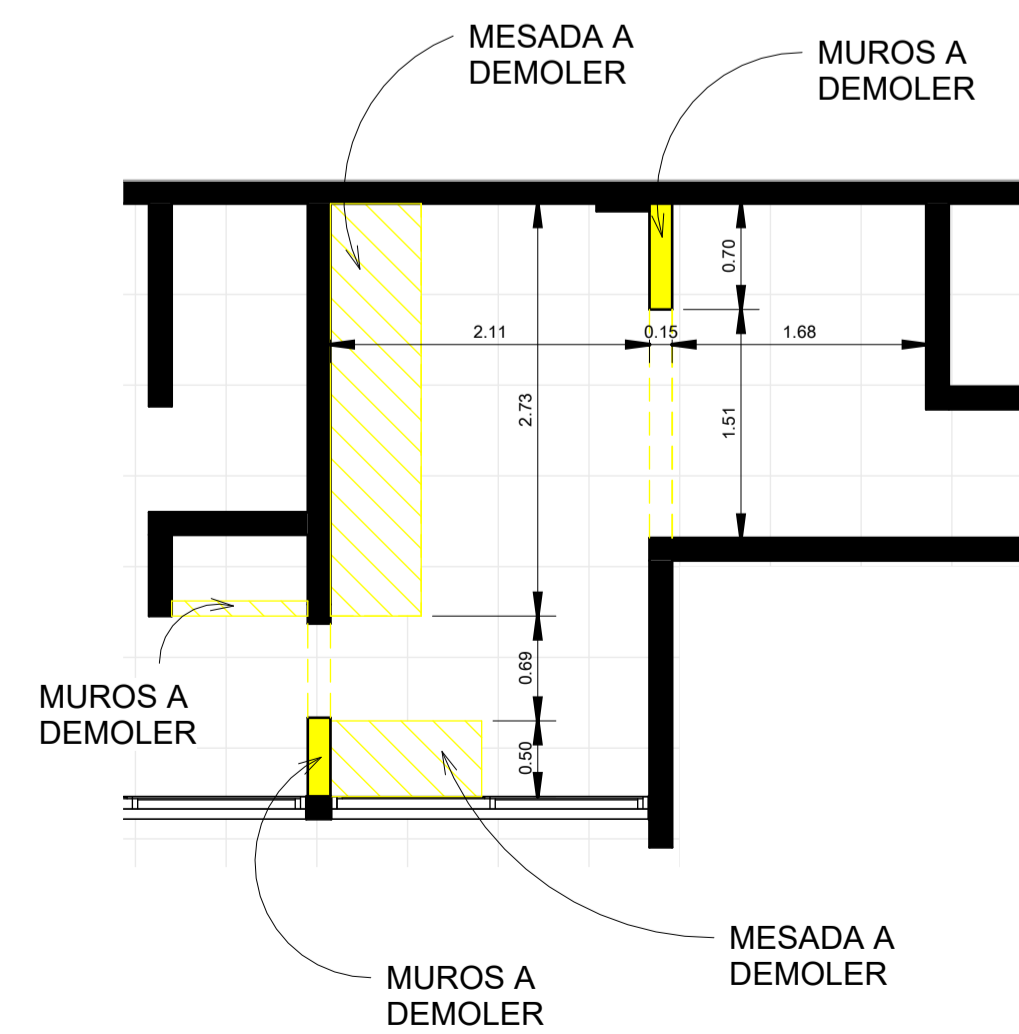 MESADA A
DEMOLER
MUROS A
DEMOLER
0.70
2.11
0.15
1.68
2.73
1.51
0.69
MUROS A
DEMOLER
0.50
MESADA A
DEMOLER
MUROS A
DEMOLER